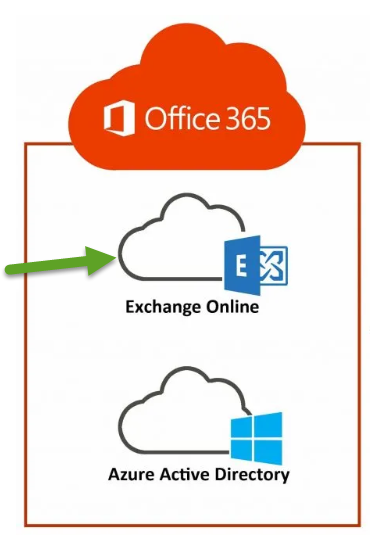 Office 365
E
Exchange Online
Azure Active Directory